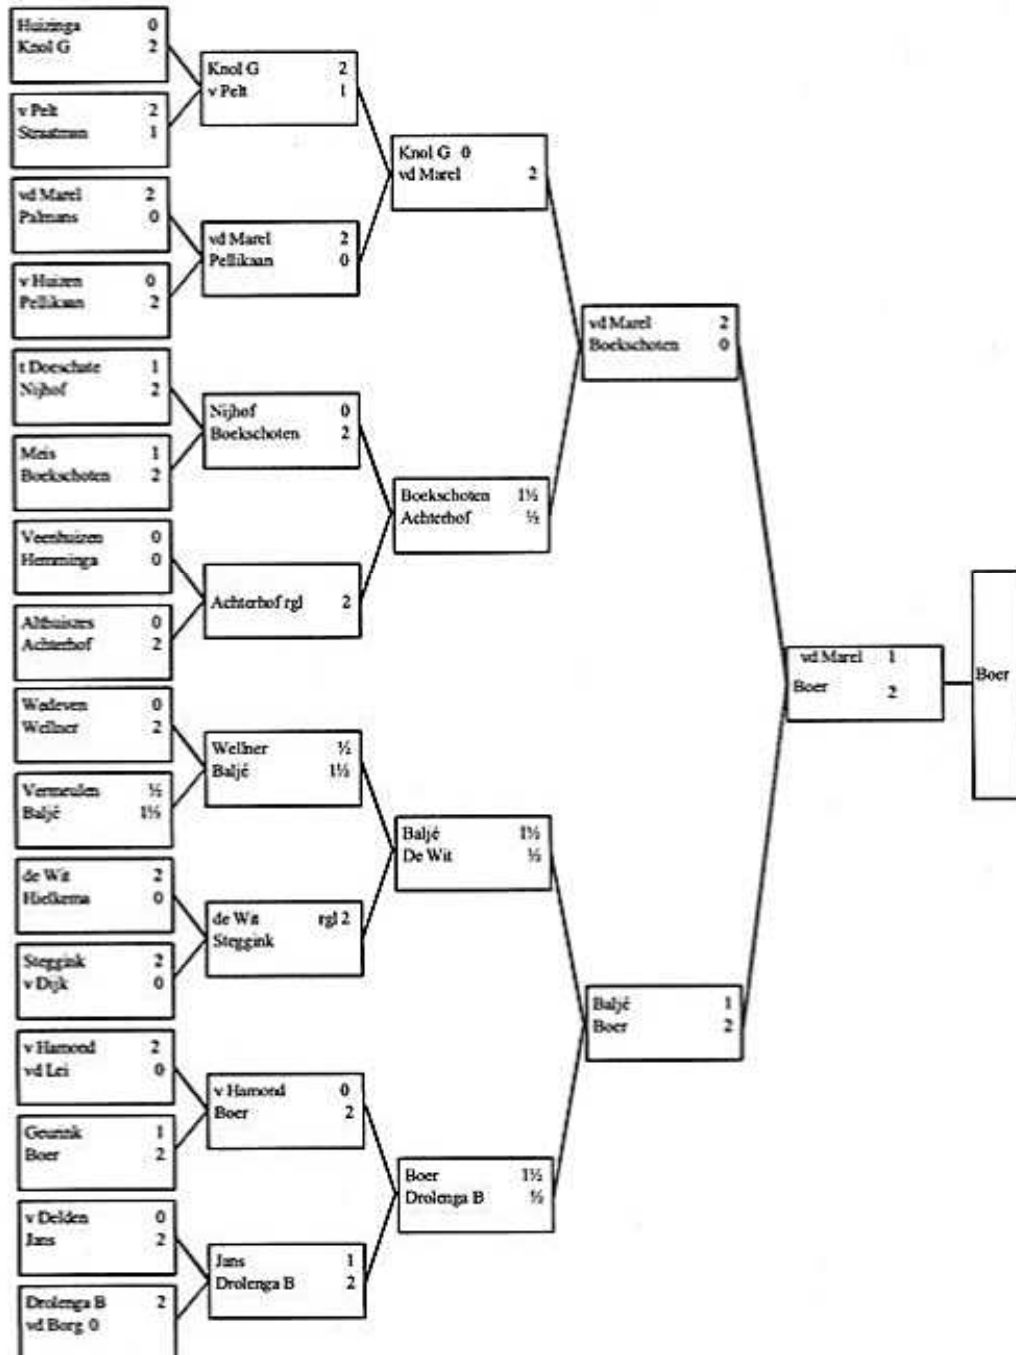 Huizinga 0
Knol G 2
v Pelt 2
Straatman 1
vd Marel 2
Palmans 0
v Huizen 0
Pellikaan 2
t Doeschate 1
Nijhof 2
Meis 1
Boekschoten 2
Veenhuizen 0
Hemminga 0
Althuiszes 0
Achterhof 2
Wedeven 0
Wellner 2
Vermeulen ½
Baljé 1½
de Wit 2
Hielkema 0
Steggink 2
v Dijk 0
v Hamond 2
vd Lei 0
Geurink 1
Boer 2
v Delden 0
Jans 2
Drolenga B 2
vd Borg 0
Knol G 2
v Pelt 1
vd Marel 2
Pellikaan 0
Nijhof 0
Boekschoten 2
Achterhof rgl 2
Wellner ½
Baljé 1½
de Wit rgl 2
Steggink
v Hamond 0
Boer 2
Jans 1
Drolenga B 2
Knol G 0
vd Marel 2
Boekschoten 1½
Achterhof ½
Baljé 1½
De Wit ½
Boer 1½
Drolenga B ½
vd Marel 2
Boekschoten 0
Baljé 1
Boer 2
vd Marel 1
Boer 2
Boer